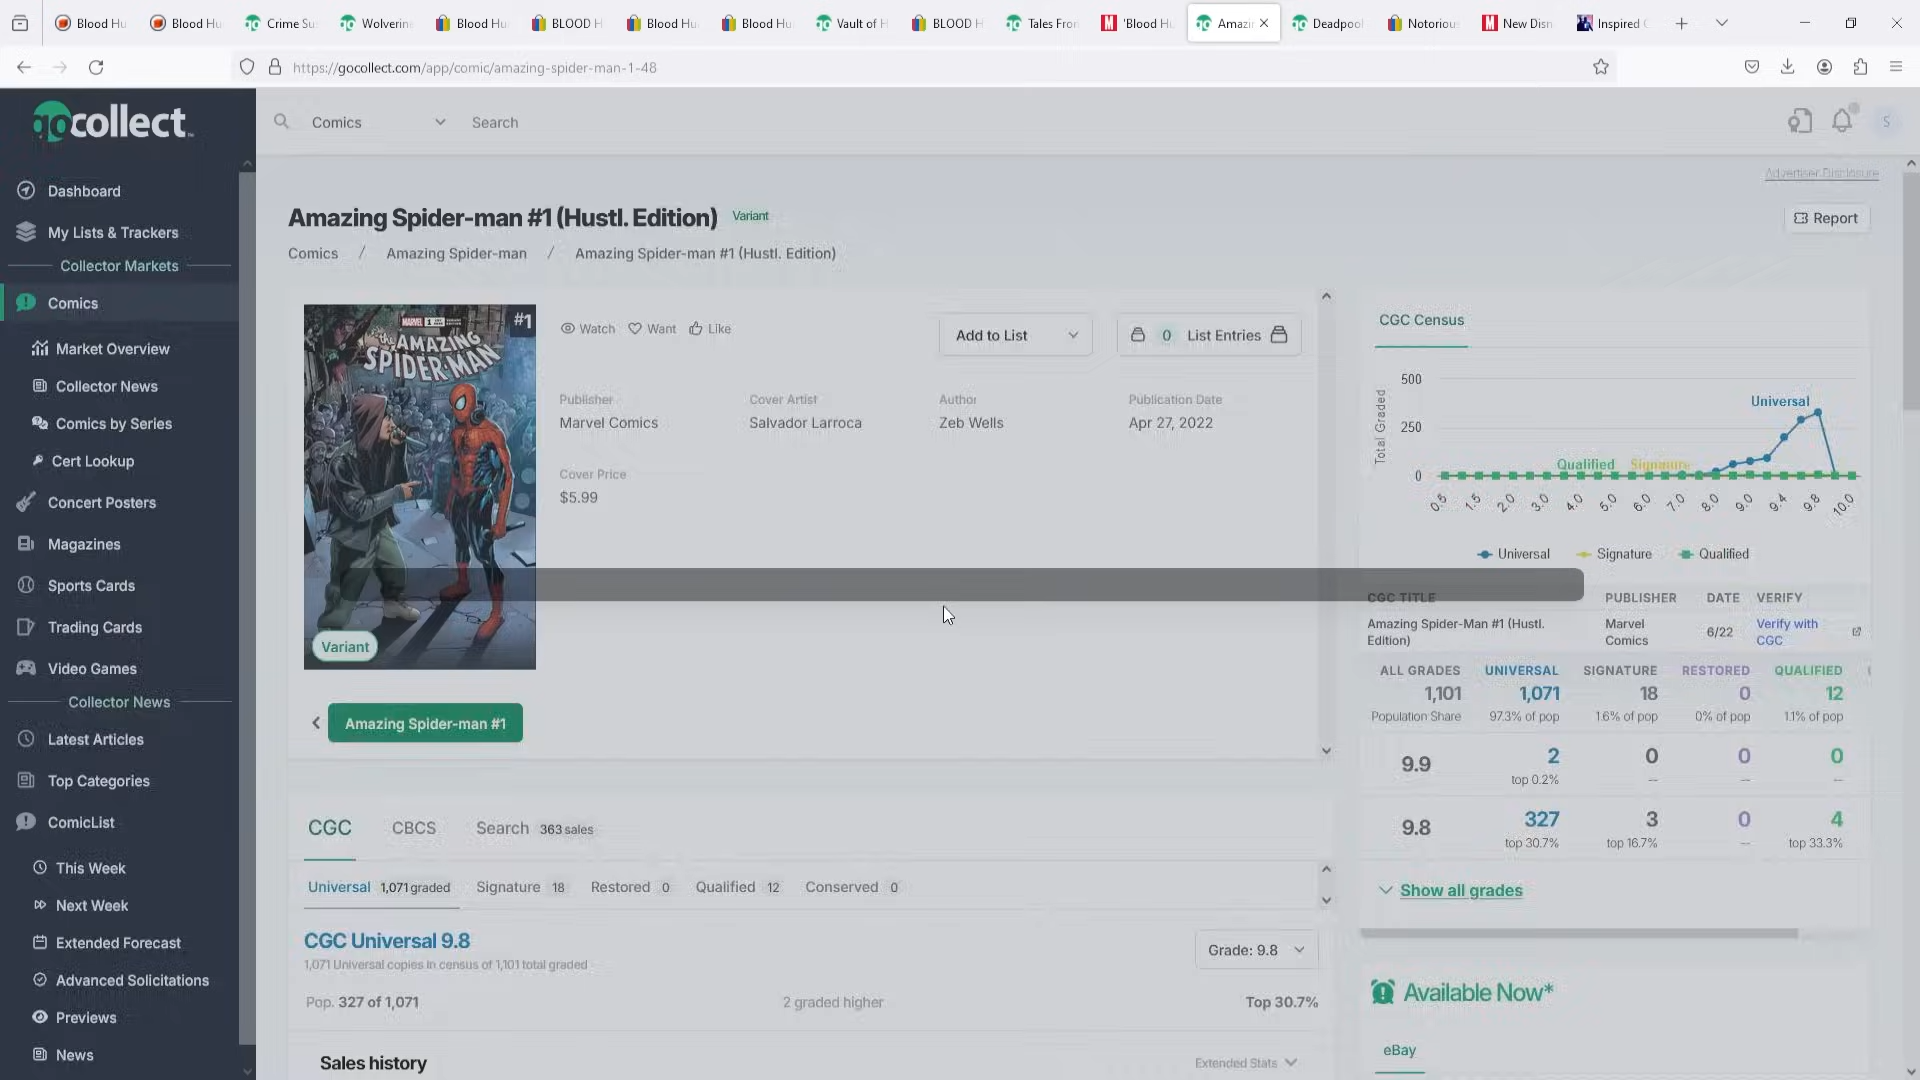 Blood Hu
Blood Hu
Crime Su
Wolverin
Blood Hu
BLOOD H
Blood Hu
Blood Hu
Vault of H
BLOOD H
Tales Fron
'Blood Hu
Amazi
Deadpool
Notorious
New Disn
Inspired C
https://gocollect.com/app/comic/amazing-spider-man-1-48
gocollect
Comics
Search
S
Advertiser Disclosure
Dashboard
My Lists & Trackers
Collector Markets
Comics
Market Overview
Collector News
Comics by Series
Cert Lookup
Concert Posters
Magazines
Sports Cards
Trading Cards
Video Games
Collector News
Latest Articles
Top Categories
ComicList
This Week
Next Week
Extended Forecast
Advanced Solicitations
Previews
News
Amazing Spider-man #1 (Hustl. Edition) Variant
Report
Comics / Amazing Spider-man / Amazing Spider-man #1 (Hustl. Edition)
#1
MARVEL
THE AMAZING
SPIDER-MAN
Variant
Watch Want Like
Add to List
0 List Entries
Publisher
Marvel Comics
Cover Artist
Salvador Larroca
Author
Zeb Wells
Publication Date
Apr 27, 2022
Cover Price
$5.99
Amazing Spider-man #1
CGC CBCS Search 363 sales
Universal 1,071 graded Signature 18 Restored 0 Qualified 12 Conserved 0
CGC Universal 9.8
1,071 Universal copies in census of 1,101 total graded
Grade: 9.8
Pop. 327 of 1,071 2 graded higher Top 30.7%
Sales history
Extended Stats
CGC Census
Total Graded
500
250
0
Universal
Qualified Signature
0.5 1.5 2.0 3.0 4.0 5.0 6.0 7.0 8.0 9.0 9.4 9.8 10.0
Universal Signature Qualified
CGC TITLE PUBLISHER DATE VERIFY
Amazing Spider-Man #1 (Hustl.
Edition)
Marvel
Comics
6/22
Verify with
CGC
ALL GRADES UNIVERSAL SIGNATURE RESTORED QUALIFIED
1,101 1,071 18 0 12
Population Share 97.3% of pop 1.6% of pop 0% of pop 1.1% of pop
9.9 2 0 0 0
top 0.2% -- -- --
9.8 327 3 0 4
top 30.7% top 16.7% -- top 33.3%
Show all grades
Available Now*
eBay